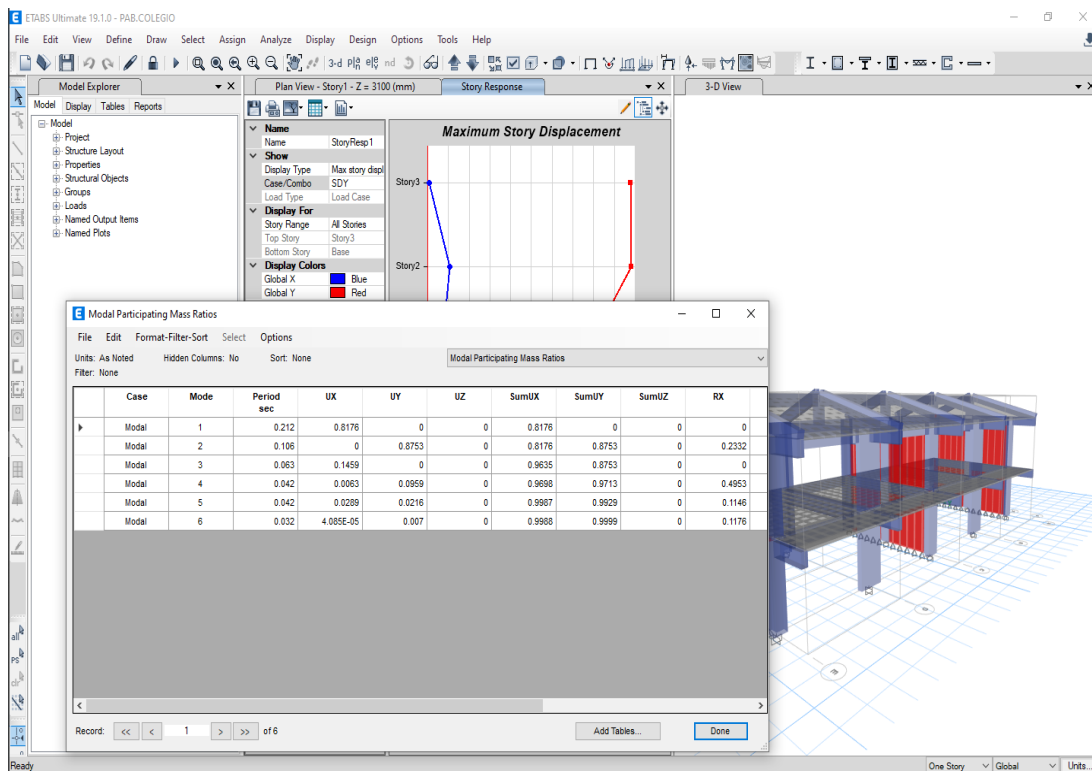 ETABS Ultimate 19.1.0 - PAB.COLEGIO
File Edit View Define Draw Select Assign Analyze Display Design Options Tools Help
3-d
nd
Model Explorer
Model Display Tables Reports
Model
Project
Structure Layout
Properties
Structural Objects
Groups
Loads
Named Output Items
Named Plots
Plan View - Story1 - Z = 3100 (mm) Story Response
Name
Name StoryResp1
Show
Display Type Max story displ
Case/Combo SDY
Load Type Load Case
Display For
Story Range All Stories
Top Story Story3
Bottom Story Base
Display Colors
Global X Blue
Global Y Red
Maximum Story Displacement
Story3
Story2
3-D View
Modal Participating Mass Ratios
File Edit Format-Filter-Sort Select Options
Units: As Noted Hidden Columns: No Sort: None Modal Participating Mass Ratios
Filter: None
Case Mode Period UX UY UZ SumUX SumUY SumUZ RX
sec
Modal 1 0.212 0.8176 0 0 0.8176 0 0 0
Modal 2 0.106 0 0.8753 0 0.8176 0.8753 0 0.2332
Modal 3 0.063 0.1459 0 0 0.9635 0.8753 0 0
Modal 4 0.042 0.0063 0.0959 0 0.9698 0.9713 0 0.4953
Modal 5 0.042 0.0289 0.0216 0 0.9987 0.9929 0 0.1146
Modal 6 0.032 4.085E-05 0.007 0 0.9988 0.9999 0 0.1176
Record: << < 1 > >> of 6 Add Tables... Done
all
PS
Ready One Story Global Units...